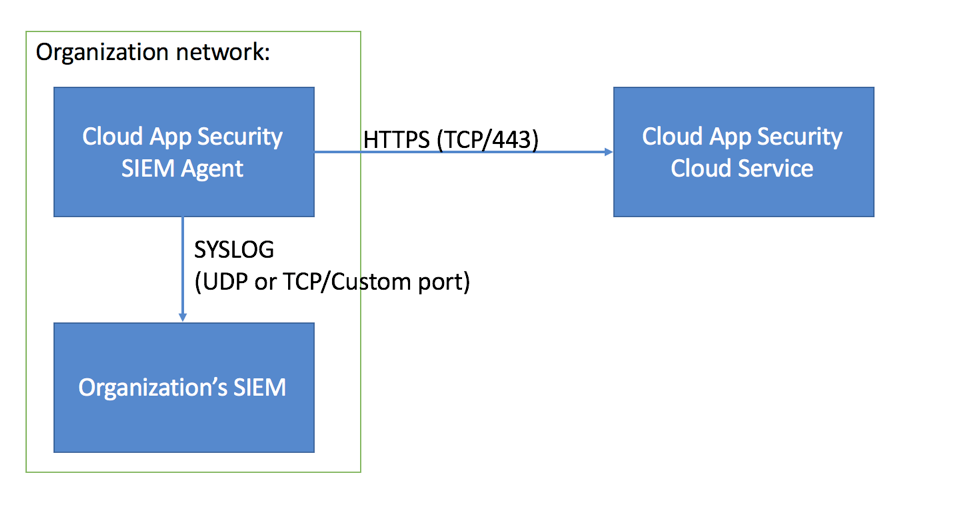 Organization network:
Cloud App Security
SIEM Agent
HTTPS (TCP/443)
Cloud App Security
Cloud Service
SYSLOG
(UDP or TCP/Custom port)
Organization’s SIEM